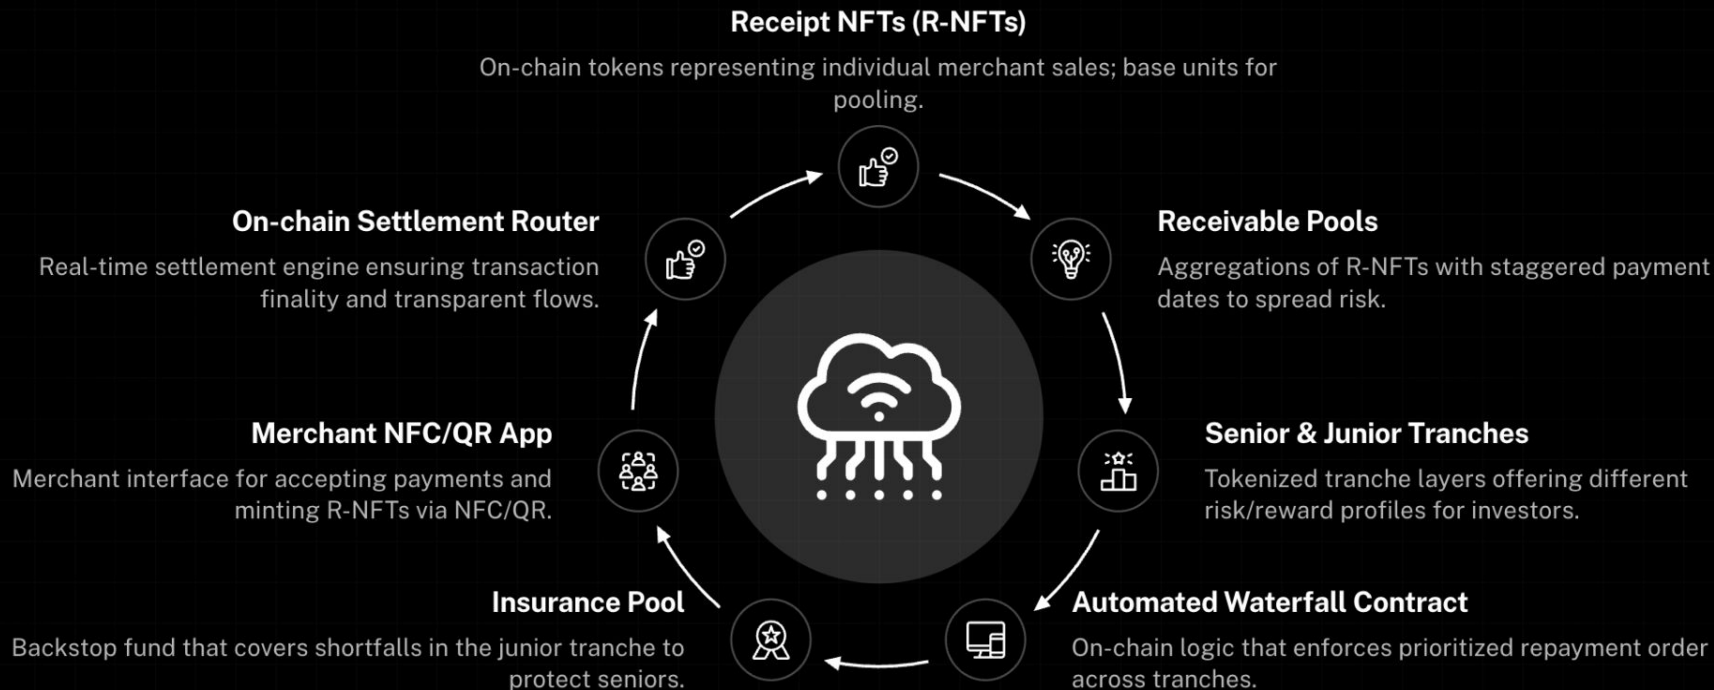 Receipt NFTs (R-NFTs)
On-chain tokens representing individual merchant sales; base units for
pooling.
Receivable Pools
Aggregations of R-NFTs with staggered payment
dates to spread risk.
Senior & Junior Tranches
Tokenized tranche layers offering different
risk/reward profiles for investors.
Automated Waterfall Contract
On-chain logic that enforces prioritized repayment order
across tranches.
Insurance Pool
Backstop fund that covers shortfalls in the junior tranche to
protect seniors.
Merchant NFC/QR App
Merchant interface for accepting payments and
minting R-NFTs via NFC/QR.
On-chain Settlement Router
Real-time settlement engine ensuring transaction
finality and transparent flows.